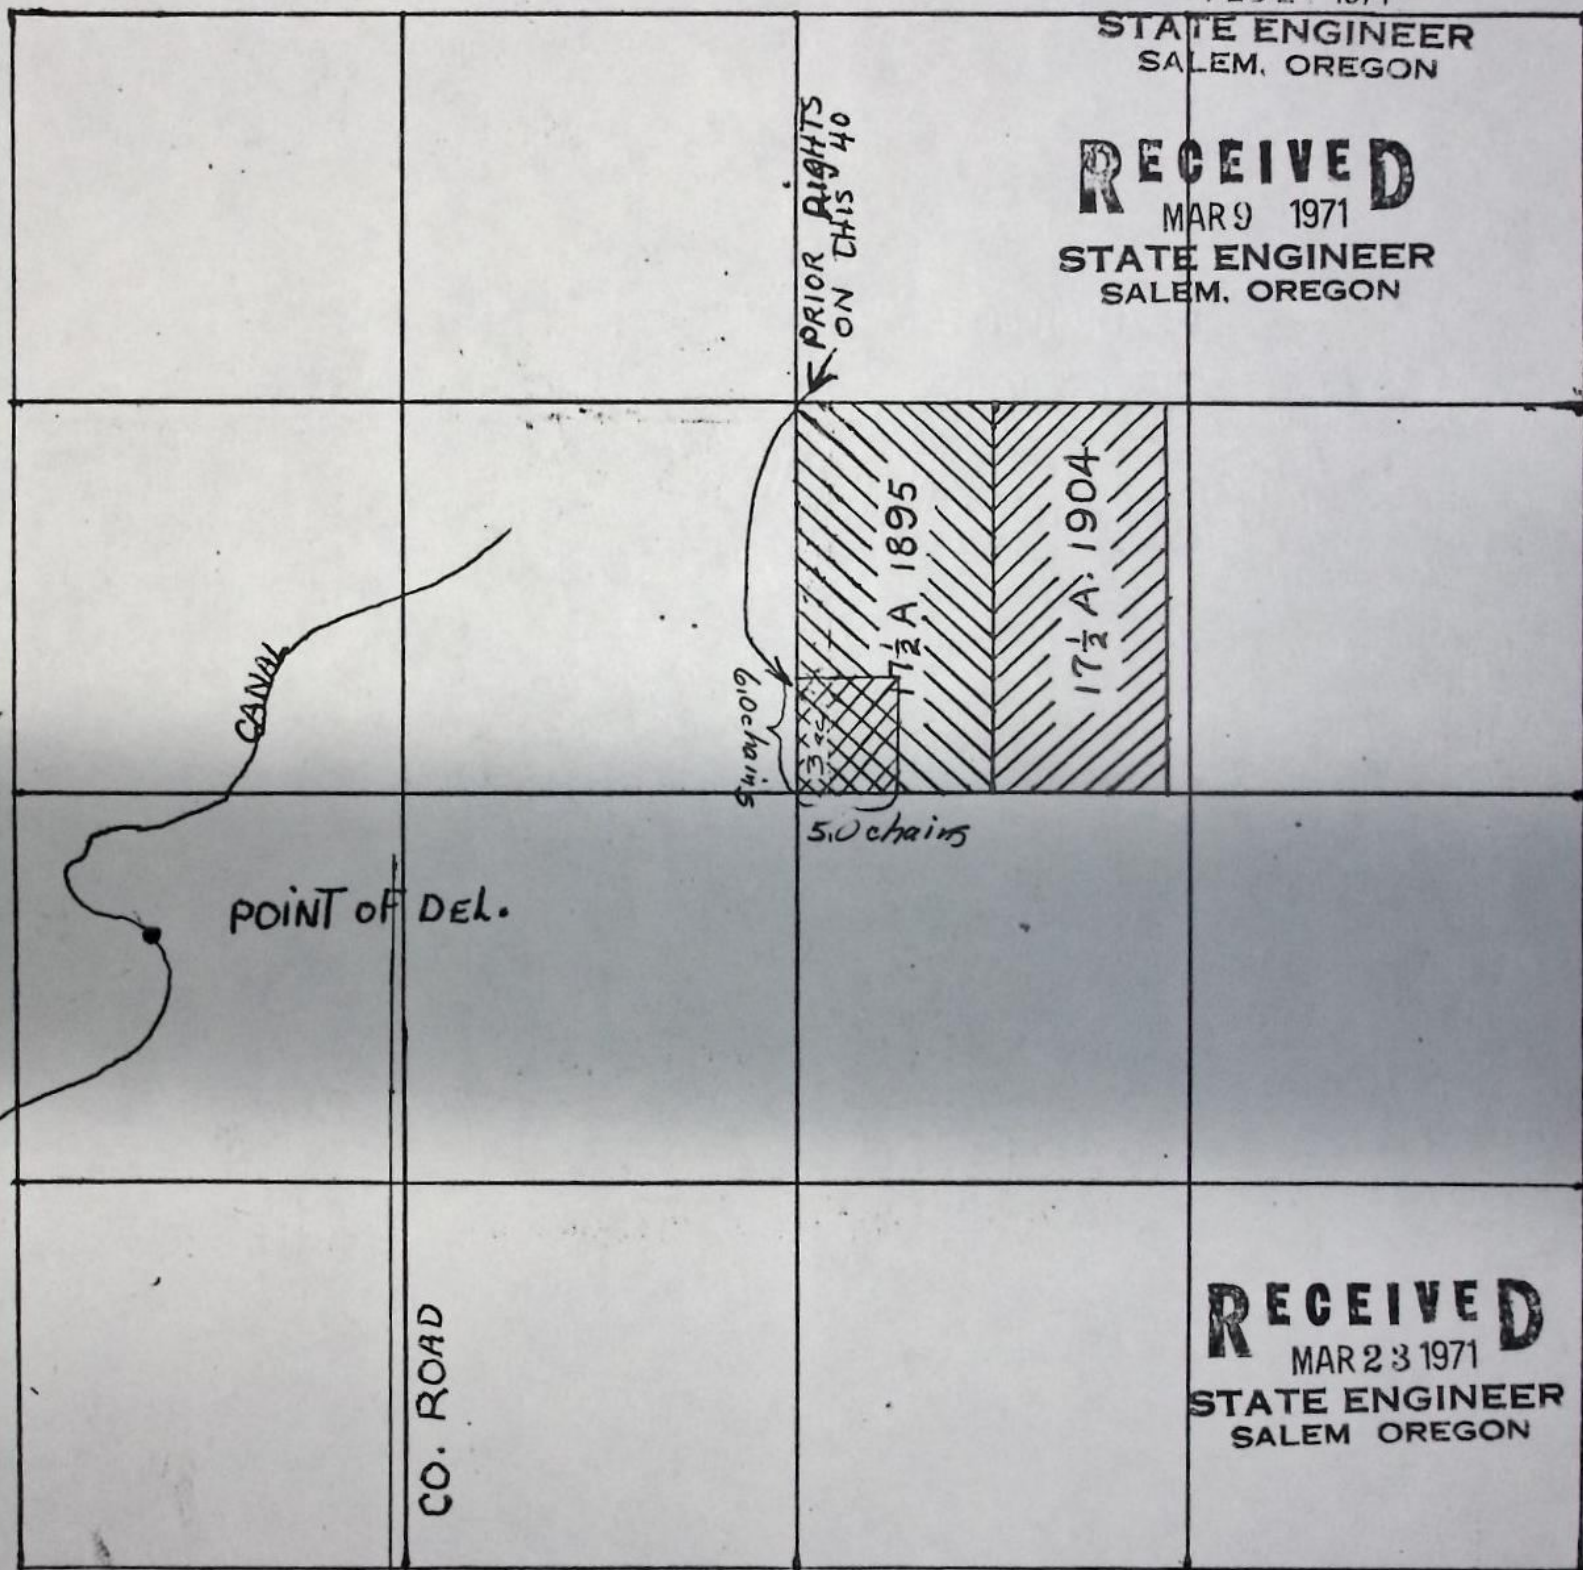 STATE ENGINEER
SALEM, OREGON
RECEIVED
MAR 9 1971
STATE ENGINEER
SALEM, OREGON
PRIOR RIGHTS
ON THIS 40
17½ A 1895
17½ A. 1904
CANAL
6.0 chains
3 ac
5.0 chains
POINT OF DEL.
CO. ROAD
RECEIVED
MAR 23 1971
STATE ENGINEER
SALEM OREGON